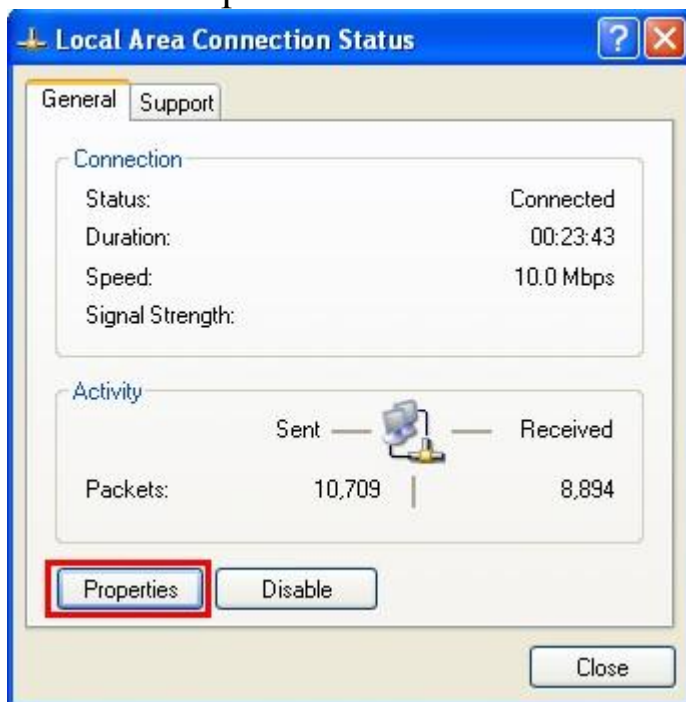 Local Area Connection Status
General Support
Connection
Status: Connected
Duration: 00:23:43
Speed: 10.0 Mbps
Signal Strength:
Activity
Sent Received
Packets: 10,709 8,894
Properties Disable
Close